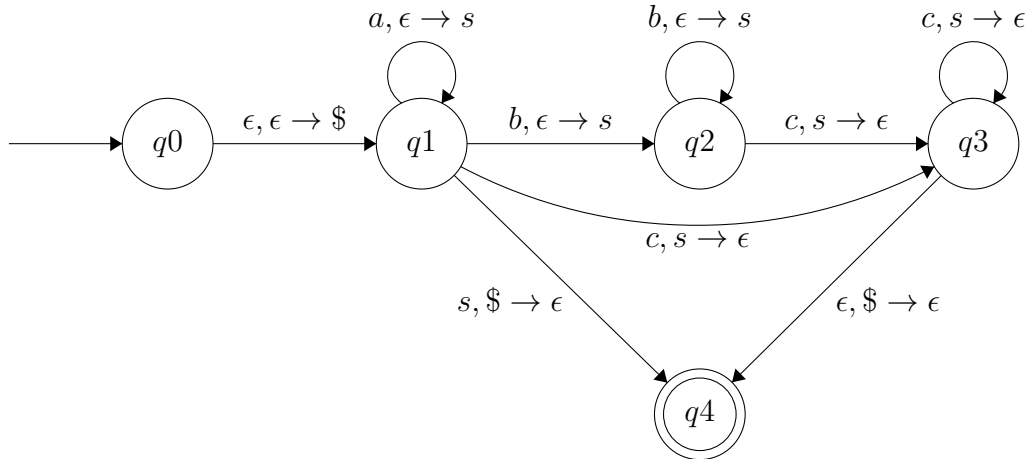 a, ϵ → s
b, ϵ → s
c, s → ϵ
q0
ϵ, ϵ → $
q1
b, ϵ → s
q2
c, s → ϵ
q3
c, s → ϵ
s, $ → ϵ
ϵ, $ → ϵ
q4